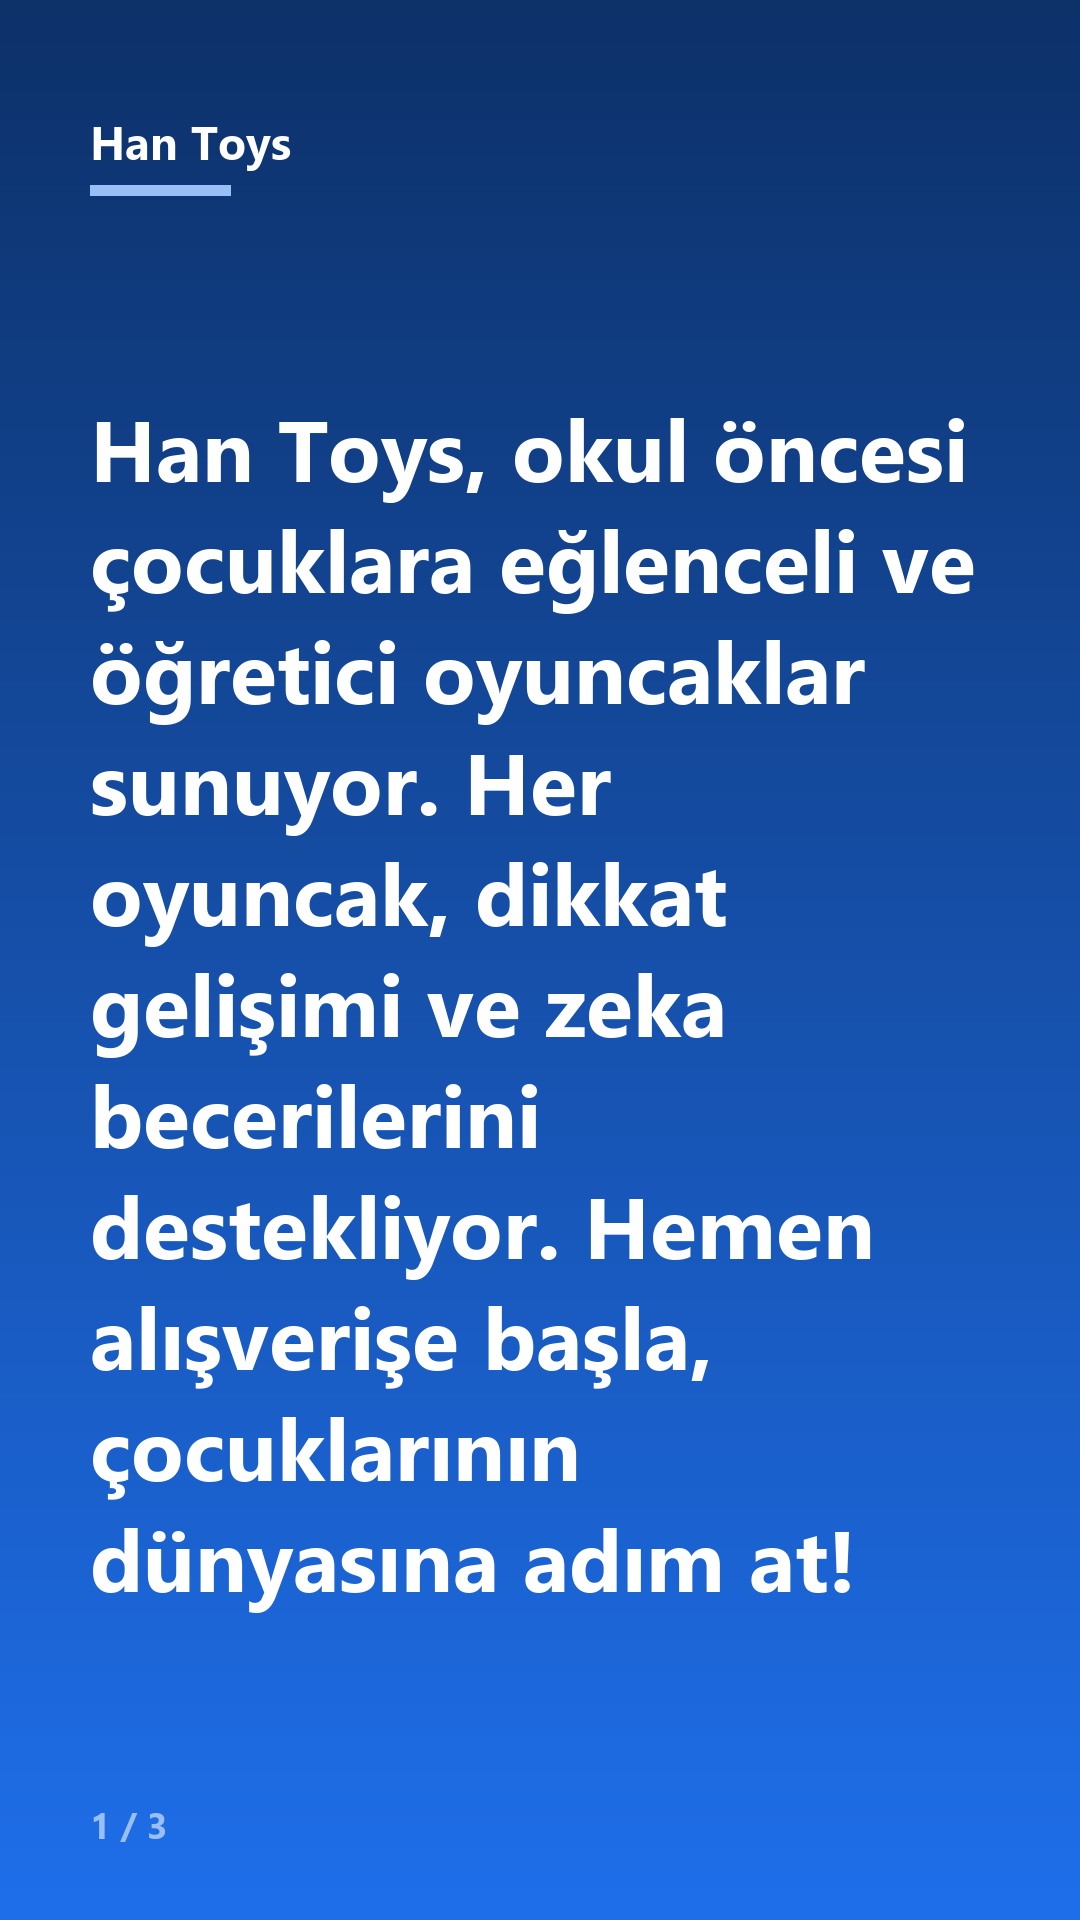 Han Toys
Han Toys, okul öncesi
çocuklara eğlenceli ve
öğretici oyuncaklar
sunuyor. Her
oyuncak, dikkat
gelişimi ve zeka
becerilerini
destekliyor. Hemen
alışverişe başla,
çocuklarının
dünyasına adım at!
1 / 3